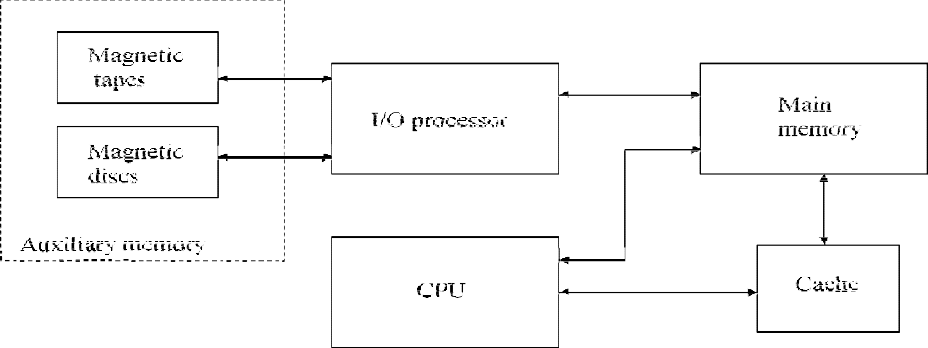 Magnetic
tapes
Magnetic
discs
Auxiliary memory
I/O processor
CPU
Main
memory
Cache